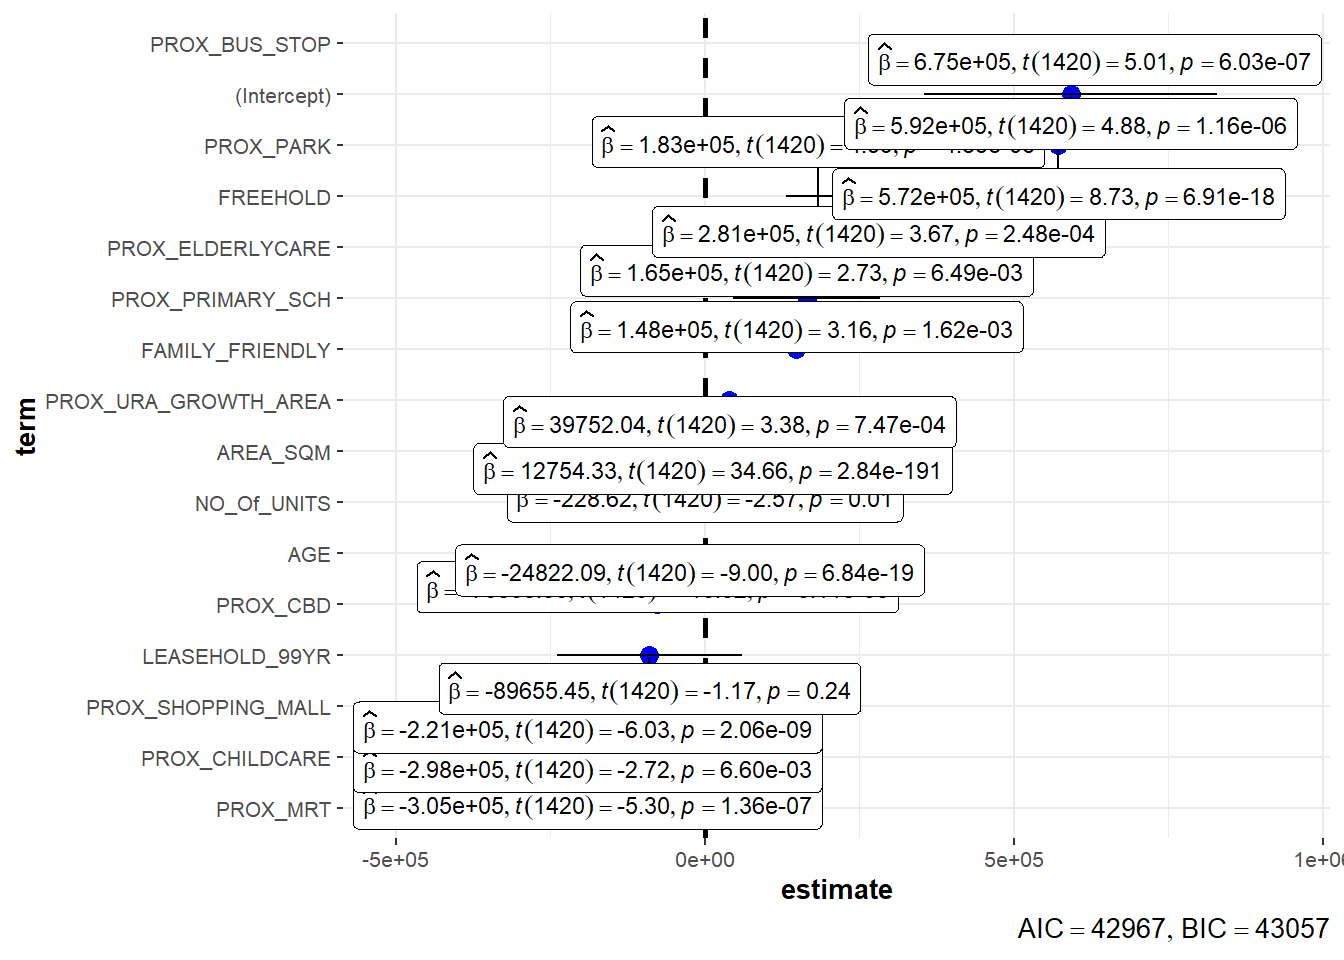 PROX_BUS_STOP
(Intercept)
PROX_PARK
FREEHOLD
PROX_ELDERLYCARE
PROX_PRIMARY_SCH
FAMILY_FRIENDLY
PROX_URA_GROWTH_AREA
AREA_SQM
NO_Of_UNITS
AGE
PROX_CBD
LEASEHOLD_99YR
PROX_SHOPPING_MALL
PROX_CHILDCARE
PROX_MRT
term
β̂ = 6.75e+05, t(1420) = 5.01, p = 6.03e-07
β̂ = 5.92e+05, t(1420) = 4.88, p = 1.16e-06
β̂ = 1.83e+05, t(1420) =
β̂ = 5.72e+05, t(1420) = 8.73, p = 6.91e-18
β̂ = 2.81e+05, t(1420) = 3.67, p = 2.48e-04
β̂ = 1.65e+05, t(1420) = 2.73, p = 6.49e-03
β̂ = 1.48e+05, t(1420) = 3.16, p = 1.62e-03
β̂ = 39752.04, t(1420) = 3.38, p = 7.47e-04
β̂ = 12754.33, t(1420) = 34.66, p = 2.84e-191
β = -228.62, t(1420) = -2.57, p = 0.01
β̂ = -24822.09, t(1420) = -9.00, p = 6.84e-19
β̂
β̂ = -89655.45, t(1420) = -1.17, p = 0.24
β̂ = -2.21e+05, t(1420) = -6.03, p = 2.06e-09
β̂ = -2.98e+05, t(1420) = -2.72, p = 6.60e-03
β = -3.05e+05, t(1420) = -5.30, p = 1.36e-07
-5e+05
0e+00
5e+05
estimate
AIC = 42967, BIC = 43057